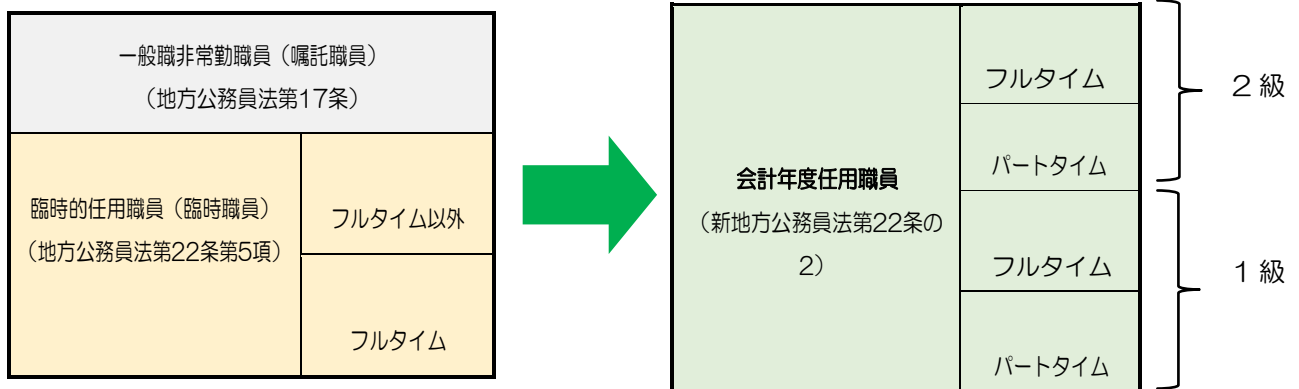 一般職非常勤職員（嘱託職員）
（地方公務員法第17条）
臨時的任用職員（臨時職員）
（地方公務員法第22条第5項）
フルタイム以外
フルタイム
会計年度任用職員
（新地方公務員法第22条の
2）
フルタイム
パートタイム
フルタイム
パートタイム
２級
１級